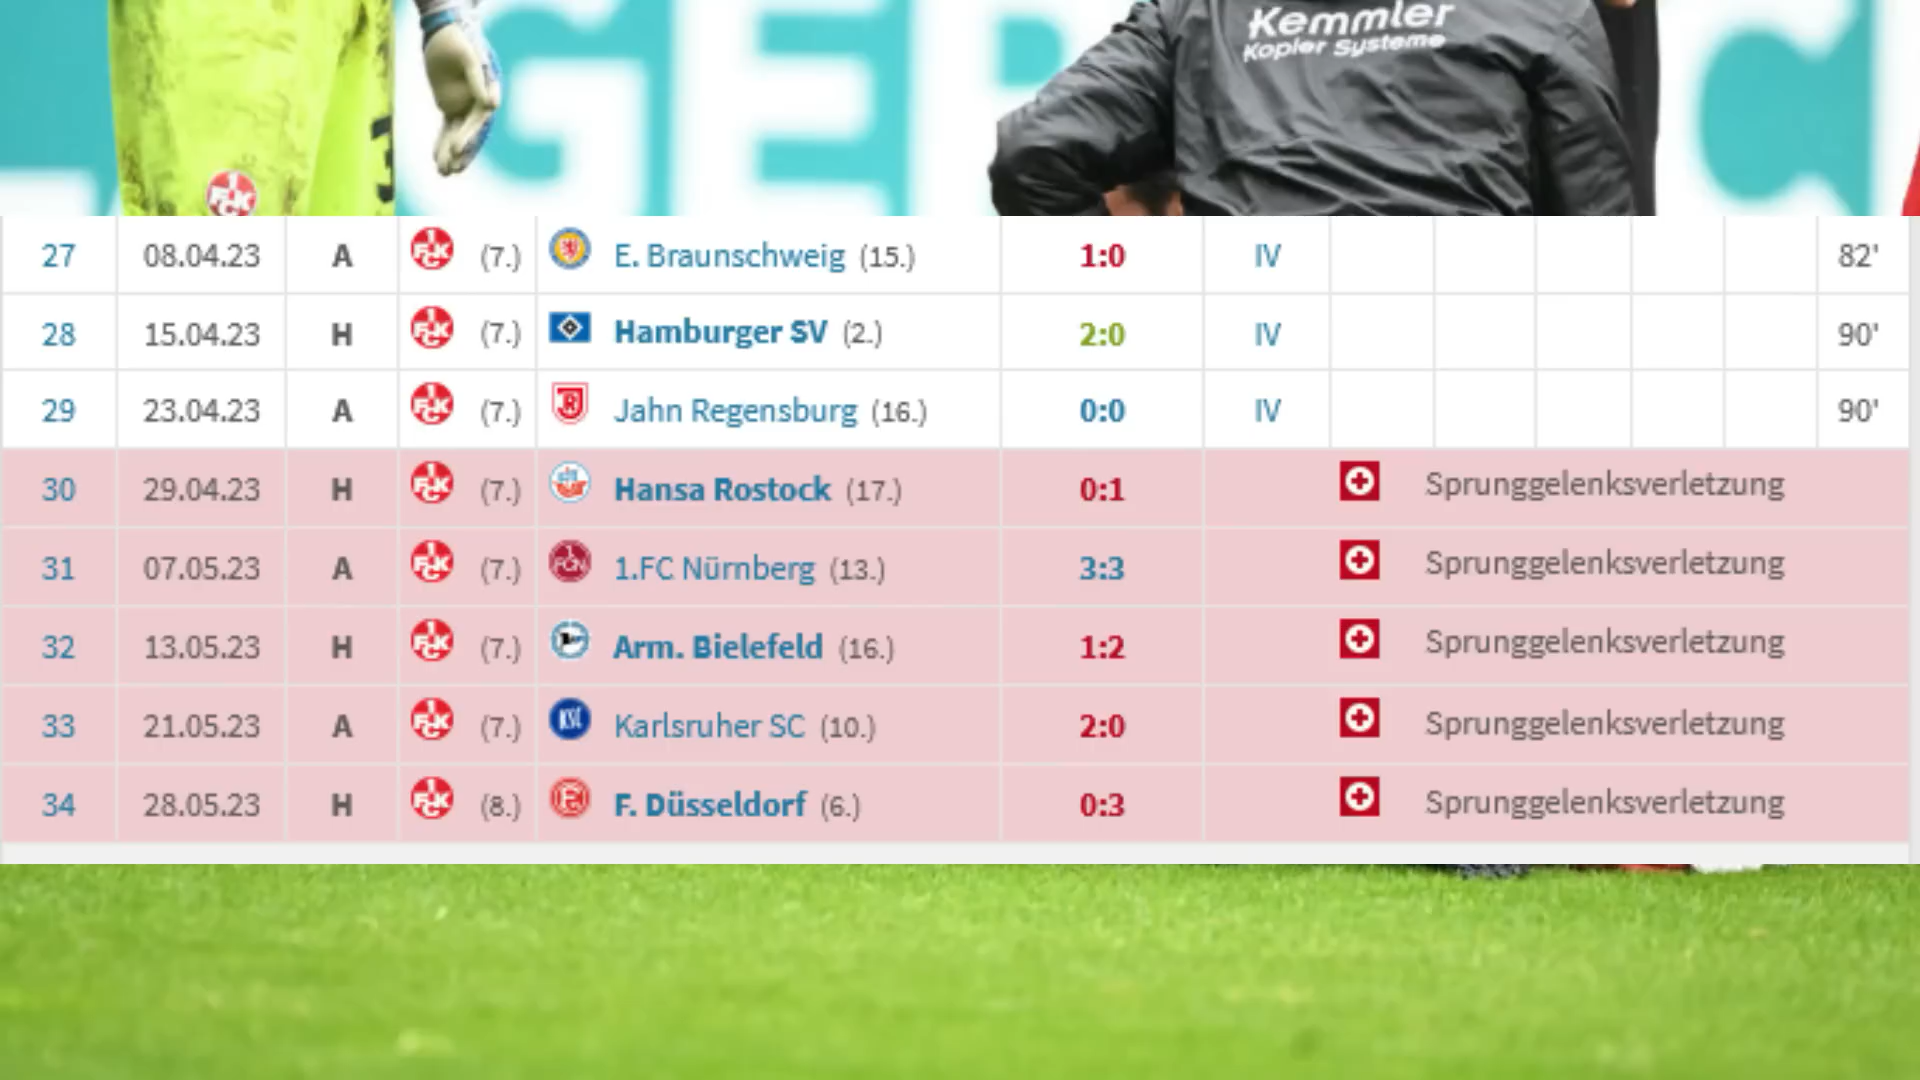 GER
C
Kemmler
Kopier Systeme
3
1
FCK
27 08.04.23 A (7.) E. Braunschweig (15.) 1:0 IV 82'
28 15.04.23 H (7.) Hamburger SV (2.) 2:0 IV 90'
29 23.04.23 A (7.) Jahn Regensburg (16.) 0:0 IV 90'
30 29.04.23 H (7.) Hansa Rostock (17.) 0:1 Sprunggelenksverletzung
31 07.05.23 A (7.) 1.FC Nürnberg (13.) 3:3 Sprunggelenksverletzung
32 13.05.23 H (7.) Arm. Bielefeld (16.) 1:2 Sprunggelenksverletzung
33 21.05.23 A (7.) Karlsruher SC (10.) 2:0 Sprunggelenksverletzung
34 28.05.23 H (8.) F. Düsseldorf (6.) 0:3 Sprunggelenksverletzung